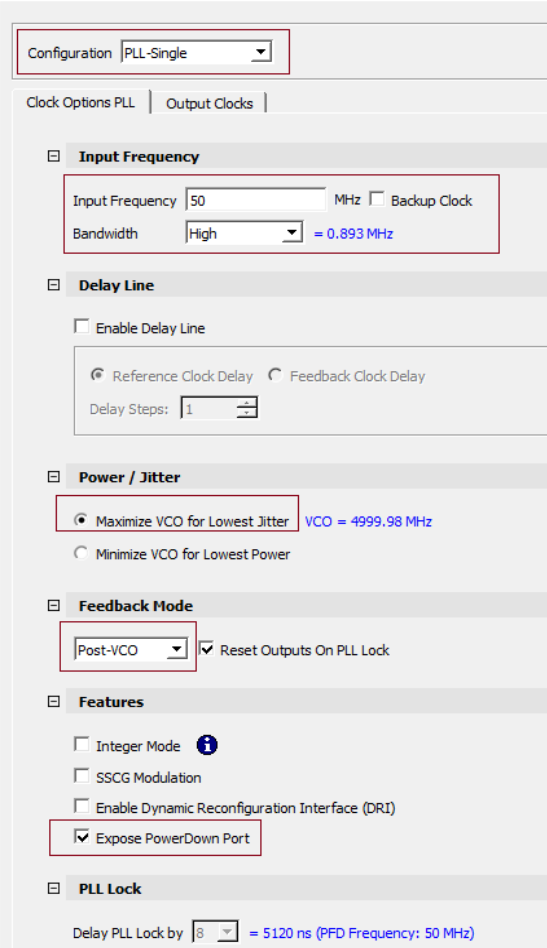 Configuration PLL-Single
Clock Options PLL Output Clocks
Input Frequency
Input Frequency 50 MHz Backup Clock
Bandwidth High = 0.893 MHz
Delay Line
Enable Delay Line
Reference Clock Delay Feedback Clock Delay
Delay Steps: 1
Power / Jitter
Maximize VCO for Lowest Jitter VCO = 4999.98 MHz
Minimize VCO for Lowest Power
Feedback Mode
Post-VCO Reset Outputs On PLL Lock
Features
Integer Mode i
SSCG Modulation
Enable Dynamic Reconfiguration Interface (DRI)
Expose PowerDown Port
PLL Lock
Delay PLL Lock by 8 = 5120 ns (PFD Frequency: 50 MHz)